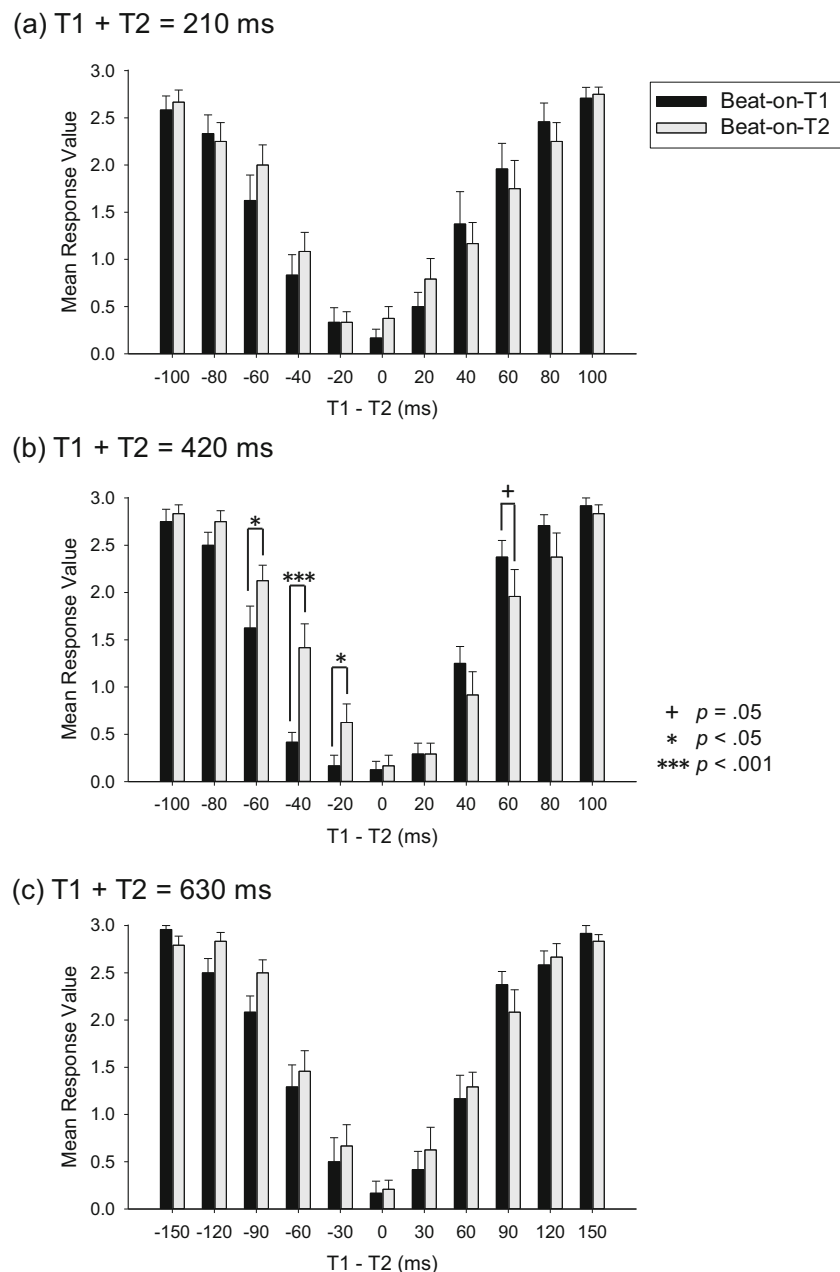 (a) T1 + T2 = 210 ms
3.0
2.5
2.0
1.5
1.0
0.5
0.0
Mean Response Value
-100 -80 -60 -40 -20 0 20 40 60 80 100
T1 - T2 (ms)
Beat-on-T1
Beat-on-T2
(b) T1 + T2 = 420 ms
3.0
2.5
2.0
1.5
1.0
0.5
0.0
Mean Response Value
*
***
*
+
-100 -80 -60 -40 -20 0 20 40 60 80 100
T1 - T2 (ms)
+ p = .05
* p < .05
*** p < .001
(c) T1 + T2 = 630 ms
3.0
2.5
2.0
1.5
1.0
0.5
0.0
Mean Response Value
-150 -120 -90 -60 -30 0 30 60 90 120 150
T1 - T2 (ms)